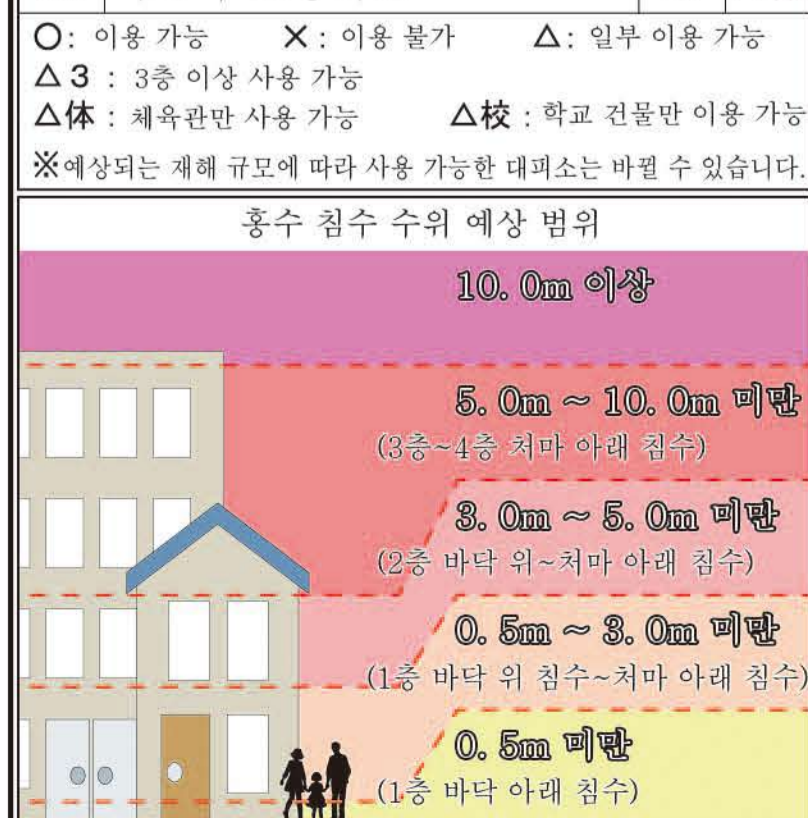 ○: 이용 가능 ×: 이용 불가 △: 일부 이용 가능
△3 : 3층 이상 사용 가능
△体 : 체육관만 사용 가능 △校 : 학교 건물만 이용 가능
※예상되는 재해 규모에 따라 사용 가능한 대피소는 바뀔 수 있습니다.
홍수 침수 수위 예상 범위
10. 0m 이상
5. 0m ~ 10. 0m 미만
(3층~4층 처마 아래 침수)
3. 0m ~ 5. 0m 미만
(2층 바닥 위~처마 아래 침수)
0. 5m ~ 3. 0m 미만
(1층 바닥 위 침수~처마 아래 침수)
0. 5m 미만
(1층 바닥 아래 침수)